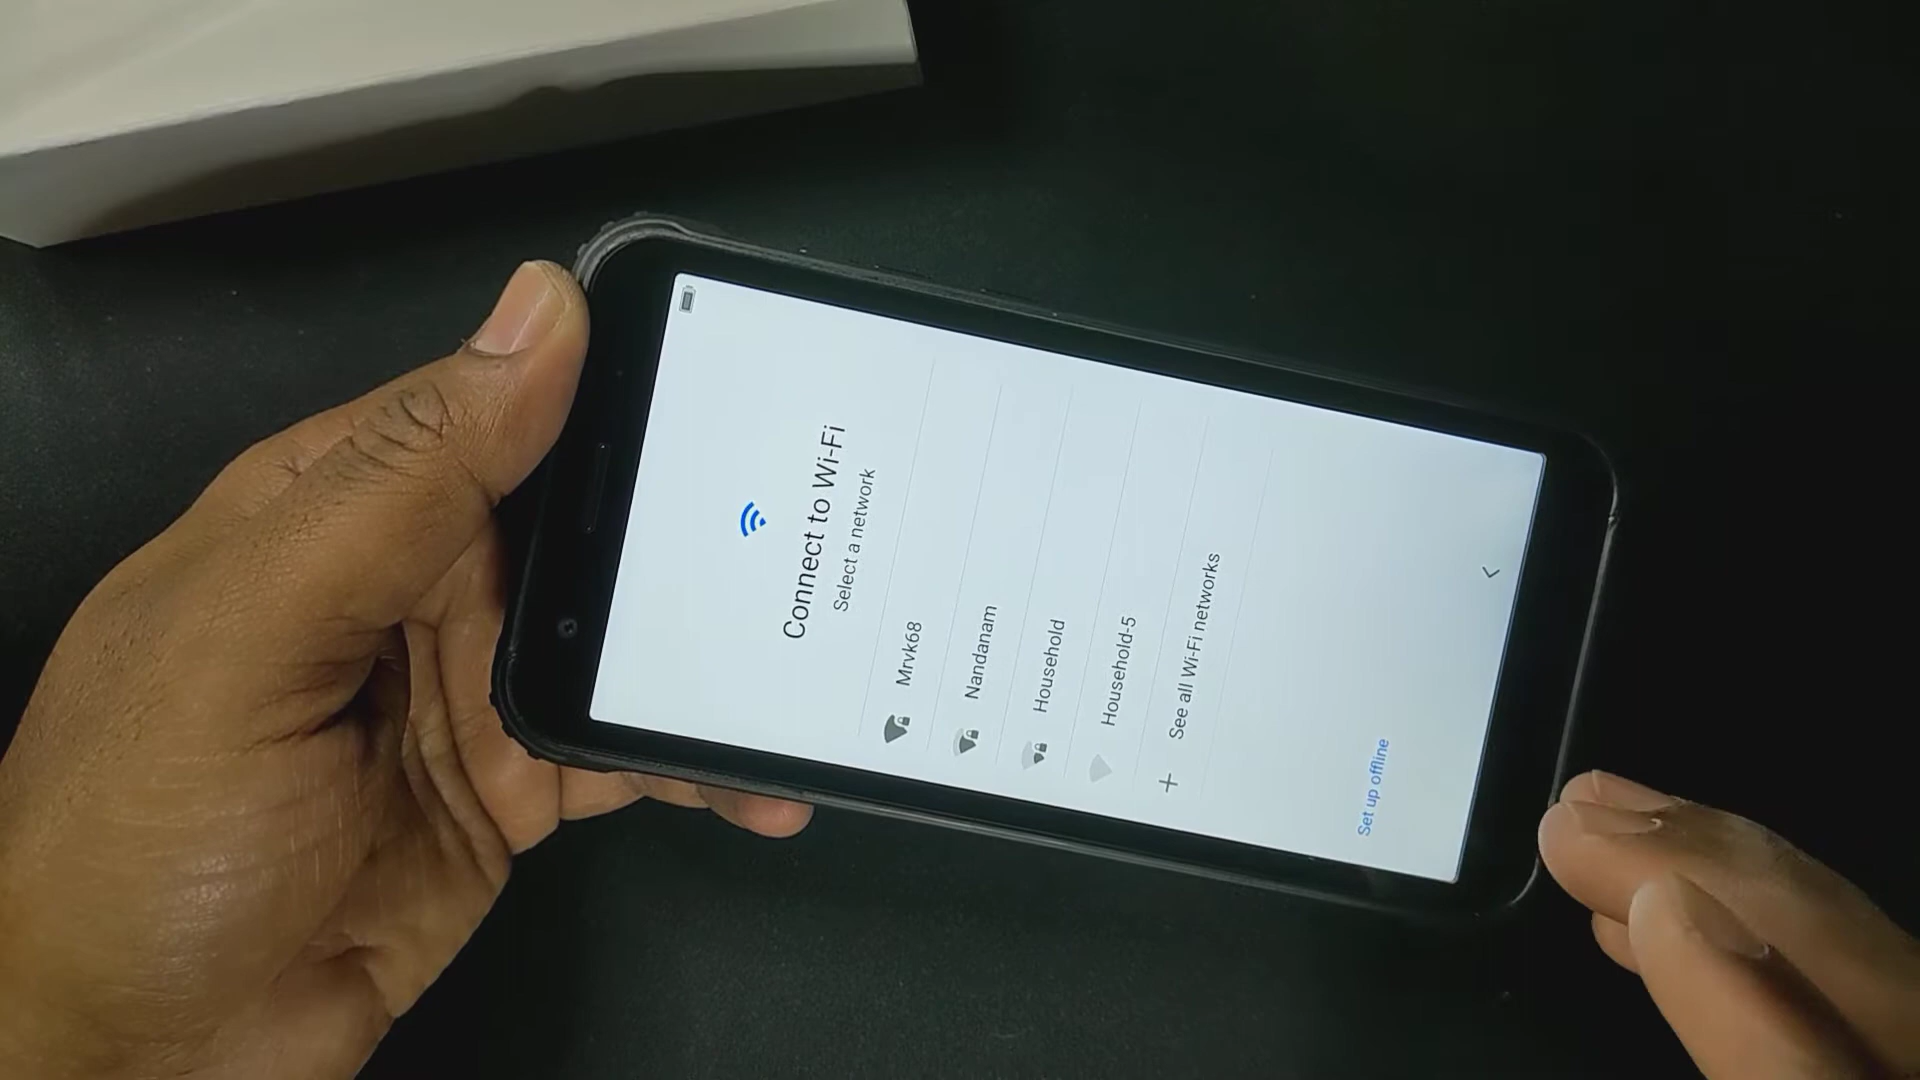 Connect to Wi-Fi
Select a network
Mrvk68
Nandanam
Household
Household-5
See all Wi-Fi networks
Set up offline